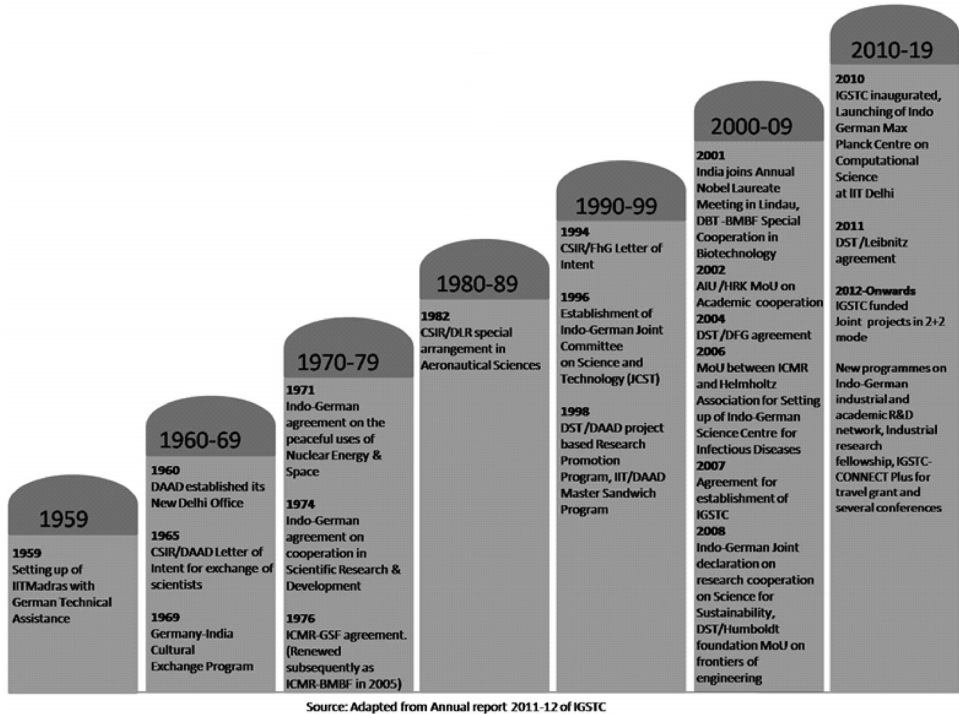 1959
1959
Setting up of
IITMadras with
German Technical
Assistance
1960-69
1960
DAAD established its
New Delhi Office
1965
CSIR/DAAD Letter of
Intent for exchange of
scientists
1969
Germany-India
Cultural
Exchange Program
1970-79
1971
Indo-German
agreement on the
peaceful uses of
Nuclear Energy &
Space
1974
Indo-German
agreement on
cooperation in
Scientific Research &
Development
1976
ICMR-GSF agreement.
(Renewed
subsequently as
ICMR-BMBF in 2005)
1980-89
1982
CSIR/DLR special
arrangement in
Aeronautical Sciences
1990-99
1994
CSIR/FhG Letter of
Intent
1996
Establishment of
Indo-German Joint
Committee
on Science and
Technology (JCST)
1998
DST/DAAD project
based Research
Promotion
Program, IIT/DAAD
Master Sandwich
Program
2000-09
2001
India joins Annual
Nobel Laureate
Meeting in Lindau,
DBT-BMBF Special
Cooperation in
Biotechnology
2002
AIU/HRK MoU on
Academic cooperation
2004
DST/DFG agreement
2006
MoU between ICMR
and Helmholtz
Association for Setting
up of Indo-German
Science Centre for
Infectious Diseases
2007
Agreement for
establishment of
IGSTC
2008
Indo-German Joint
declaration on
research cooperation
on Science for
Sustainability,
DST/Humboldt
foundation MoU on
frontiers of
engineering
2010-19
2010
IGSTC inaugurated,
Launching of Indo
German Max
Planck Centre on
Computational
Science
at IIT Delhi
2011
DST/Leibnitz
agreement
2012-Onwards
IGSTC funded
Joint projects in 2+2
mode
New programmes on
Indo-German
industrial and
academic R&D
network, Industrial
research
fellowship, IGSTC-
CONNECT Plus for
travel grant and
several conferences
Source: Adapted from Annual report 2011-12 of IGSTC